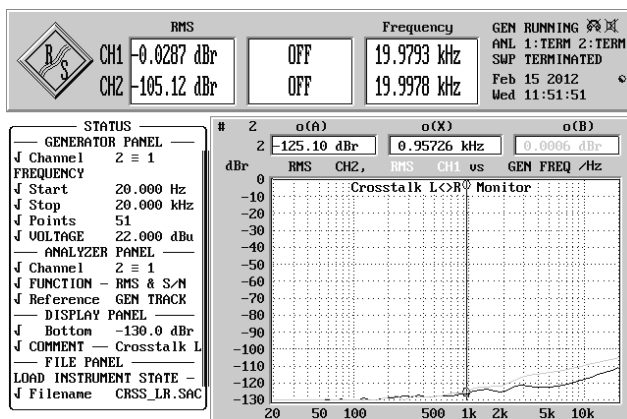 RMS Frequency
R/S CH1 -0.0287 dBr OFF 19.9793 kHz
CH2 -105.12 dBr OFF 19.9978 kHz
GEN RUNNING
ANL 1:TERM 2:TERM
SWP TERMINATED
Feb 15 2012
Wed 11:51:51
STATUS
GENERATOR PANEL
Channel 2 ≡ 1
FREQUENCY
Start 20.000 Hz
Stop 20.000 kHz
Points 51
VOLTAGE 22.000 dBu
ANALYZER PANEL
Channel 2 ≡ 1
FUNCTION - RMS & S/N
Reference GEN TRACK
DISPLAY PANEL
Bottom -130.0 dBr
COMMENT - Crosstalk L
FILE PANEL
LOAD INSTRUMENT STATE -
Filename CRSS_LR.SAC
# 2 o(A) o(X) o(B)
2 -125.10 dBr 0.95726 kHz 0.0006 dBr
dBr RMS CH2, RMS CH1 vs GEN FREQ /Hz
Crosstalk L<>R Monitor
0
-10
-20
-30
-40
-50
-60
-70
-80
-90
-100
-110
-120
-130
20 50 100 500 1k 2k 5k 10k